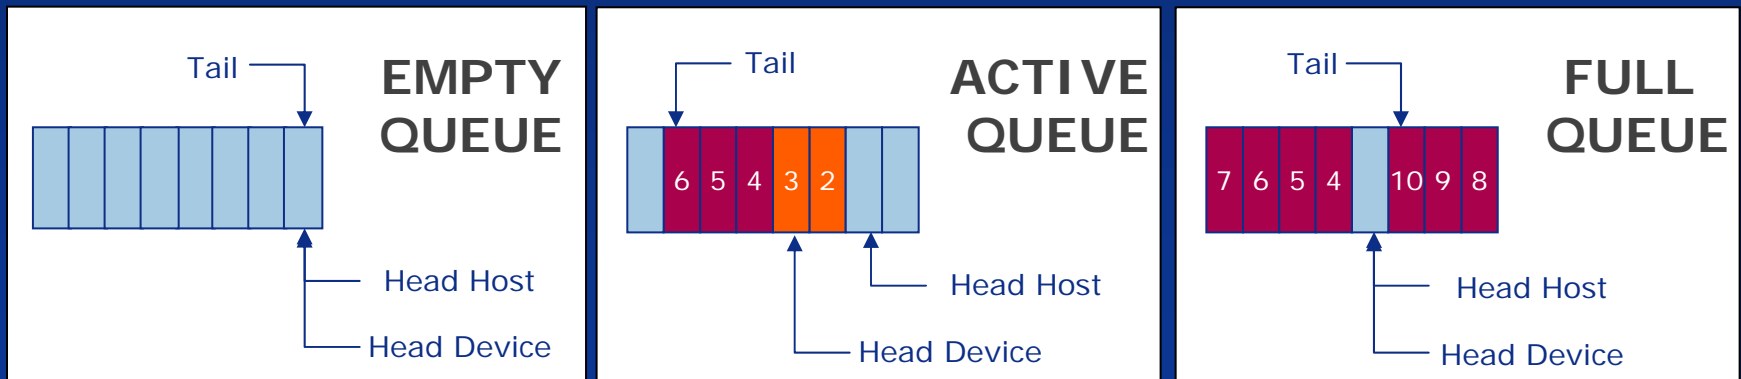 Tail
EMPTY
QUEUE
Head Host
Head Device
Tail
ACTIVE
QUEUE
6 5 4 3 2
Head Host
Head Device
Tail
FULL
QUEUE
7 6 5 4 10 9 8
Head Host
Head Device